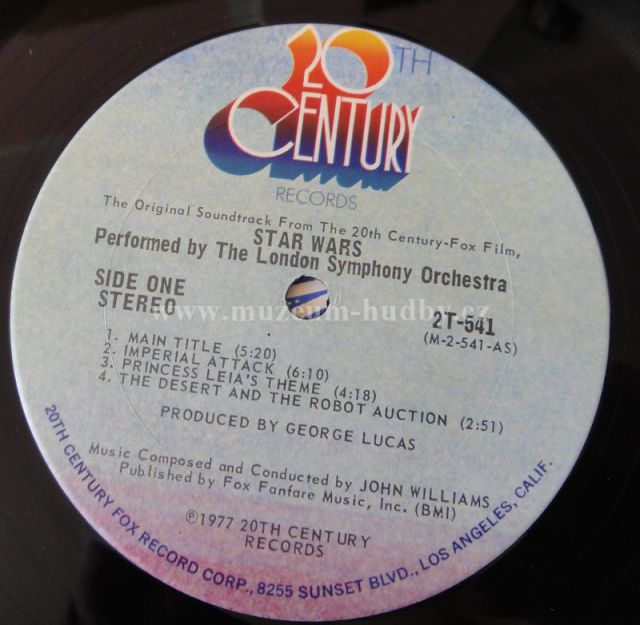 20TH
CENTURY
RECORDS
The Original Soundtrack From The 20th Century-Fox Film,
STAR WARS
Performed by The London Symphony Orchestra
SIDE ONE
STEREO
2T-541
(M-2-541-AS)
www.muzeum-hudby.cz
1. MAIN TITLE (5:20)
2. IMPERIAL ATTACK (6:10)
3. PRINCESS LEIA'S THEME (4:18)
4. THE DESERT AND THE ROBOT AUCTION (2:51)
PRODUCED BY GEORGE LUCAS
Music Composed and Conducted by JOHN WILLIAMS
Published by Fox Fanfare Music, Inc. (BMI)
℗1977 20TH CENTURY
RECORDS
20TH CENTURY FOX RECORD CORP., 8255 SUNSET BLVD., LOS ANGELES, CALIF.